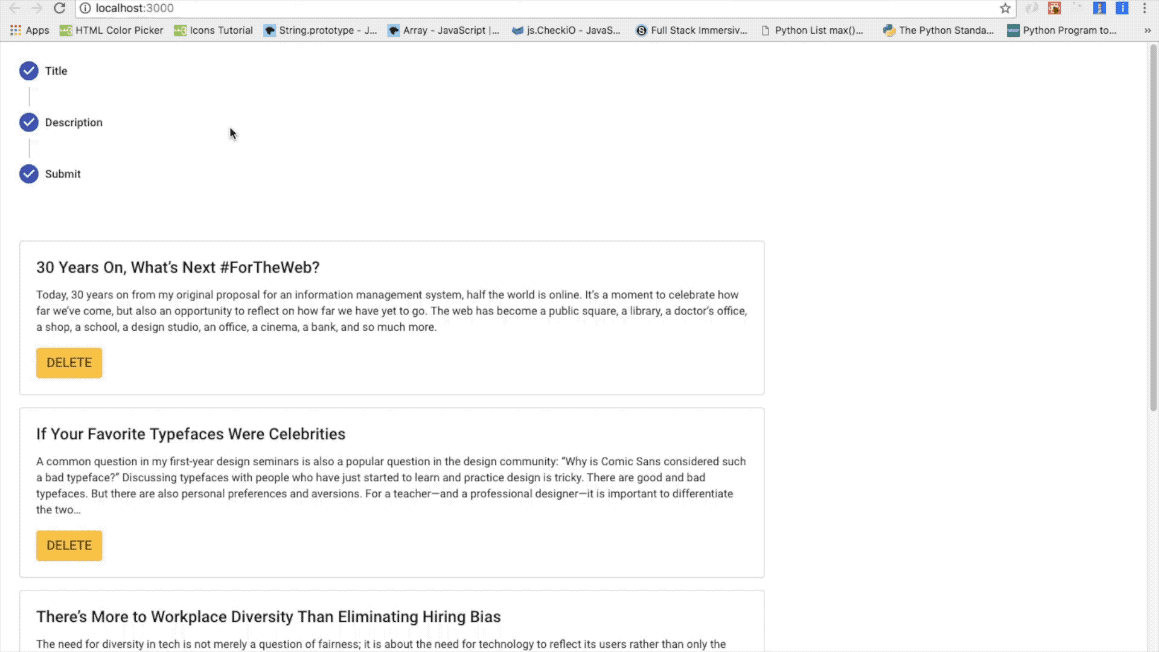 localhost:3000
Apps HTML Color Picker Icons Tutorial String.prototype - J... Array - JavaScript |... js.CheckiO - JavaS... Full Stack Immersiv... Python List max()... The Python Standa... Python Program to... »
Title
Description
Submit
30 Years On, What’s Next #ForTheWeb?
Today, 30 years on from my original proposal for an information management system, half the world is online. It’s a moment to celebrate how
far we’ve come, but also an opportunity to reflect on how far we have yet to go. The web has become a public square, a library, a doctor’s office,
a shop, a school, a design studio, an office, a cinema, a bank, and so much more.
DELETE
If Your Favorite Typefaces Were Celebrities
A common question in my first-year design seminars is also a popular question in the design community: “Why is Comic Sans considered such
a bad typeface?” Discussing typefaces with people who have just started to learn and practice design is tricky. There are good and bad
typefaces. But there are also personal preferences and aversions. For a teacher—and a professional designer—it is important to differentiate
the two…
DELETE
There’s More to Workplace Diversity Than Eliminating Hiring Bias
The need for diversity in tech is not merely a question of fairness; it is about the need for technology to reflect its users rather than only the